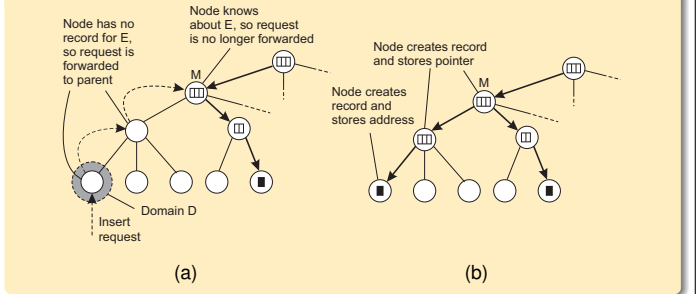 Node has no
record for E,
so request is
forwarded
to parent
Node knows
about E, so request
is no longer forwarded
M
Domain D
Insert
request
(a)
Node creates record
and stores pointer
M
Node creates
record and
stores address
(b)